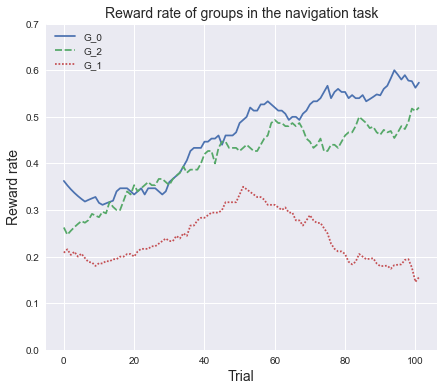 Reward rate of groups in the navigation task
0.7
G_0
G_2
G_1
0.6
0.5
0.4
0.3
0.2
0.1
0.0
Reward rate
0 20 40 60 80 100
Trial